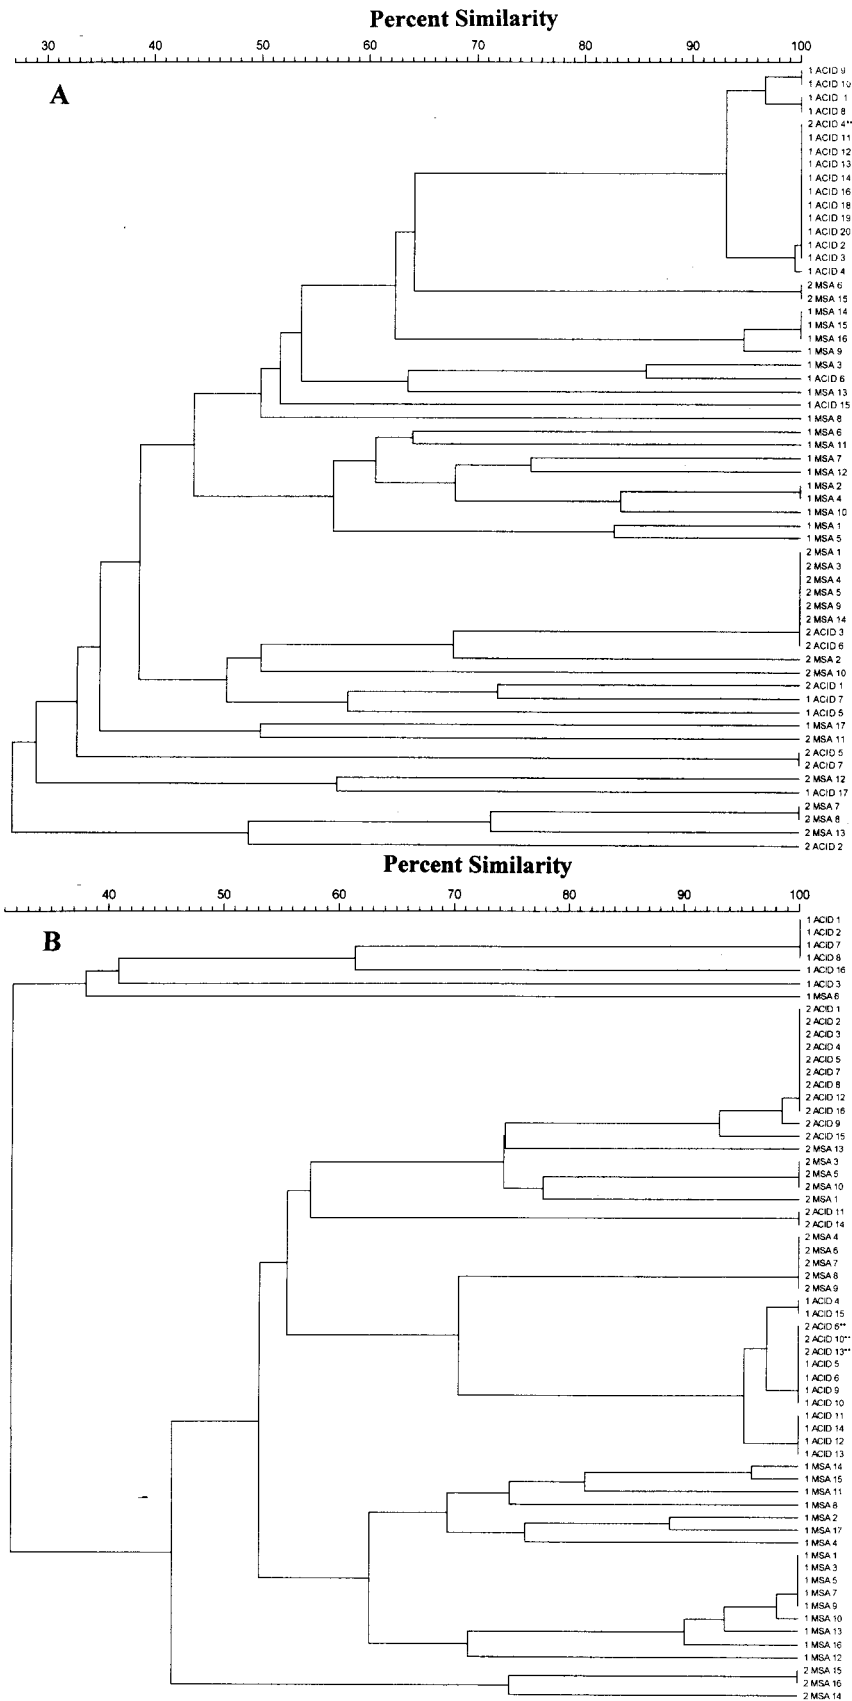 Percent Similarity
30 40 50 60 70 80 90 100
A
1 ACID 9
1 ACID 10
1 ACID 1
1 ACID 8
2 ACID 4**
1 ACID 11
1 ACID 12
1 ACID 13
1 ACID 14
1 ACID 16
1 ACID 18
1 ACID 19
1 ACID 20
1 ACID 2
1 ACID 3
1 ACID 4
2 MSA 6
2 MSA 15
1 MSA 14
1 MSA 15
1 MSA 16
1 MSA 9
1 MSA 3
1 ACID 6
1 MSA 13
1 ACID 15
1 MSA 8
1 MSA 6
1 MSA 11
1 MSA 7
1 MSA 12
1 MSA 2
1 MSA 4
1 MSA 10
1 MSA 1
1 MSA 5
2 MSA 1
2 MSA 3
2 MSA 4
2 MSA 5
2 MSA 9
2 MSA 14
2 ACID 3
2 ACID 6
2 MSA 2
2 MSA 10
2 ACID 1
1 ACID 7
1 ACID 5
1 MSA 17
2 MSA 11
2 ACID 5
2 ACID 7
2 MSA 12
1 ACID 17
2 MSA 7
2 MSA 8
2 MSA 13
2 ACID 2
Percent Similarity
40 50 60 70 80 90 100
B
1 ACID 1
1 ACID 2
1 ACID 7
1 ACID 8
1 ACID 16
1 ACID 3
1 MSA 6
2 ACID 1
2 ACID 2
2 ACID 3
2 ACID 4
2 ACID 5
2 ACID 7
2 ACID 8
2 ACID 12
2 ACID 16
2 ACID 9
2 ACID 15
2 MSA 13
2 MSA 3
2 MSA 5
2 MSA 10
2 MSA 1
2 ACID 11
2 ACID 14
2 MSA 4
2 MSA 6
2 MSA 7
2 MSA 8
2 MSA 9
1 ACID 4
1 ACID 15
2 ACID 6**
2 ACID 10**
2 ACID 13**
1 ACID 5
1 ACID 6
1 ACID 9
1 ACID 10
1 ACID 11
1 ACID 14
1 ACID 12
1 ACID 13
1 MSA 14
1 MSA 15
1 MSA 11
1 MSA 8
1 MSA 2
1 MSA 17
1 MSA 4
1 MSA 1
1 MSA 3
1 MSA 5
1 MSA 7
1 MSA 9
1 MSA 10
1 MSA 13
1 MSA 16
1 MSA 12
2 MSA 15
2 MSA 16
2 MSA 14